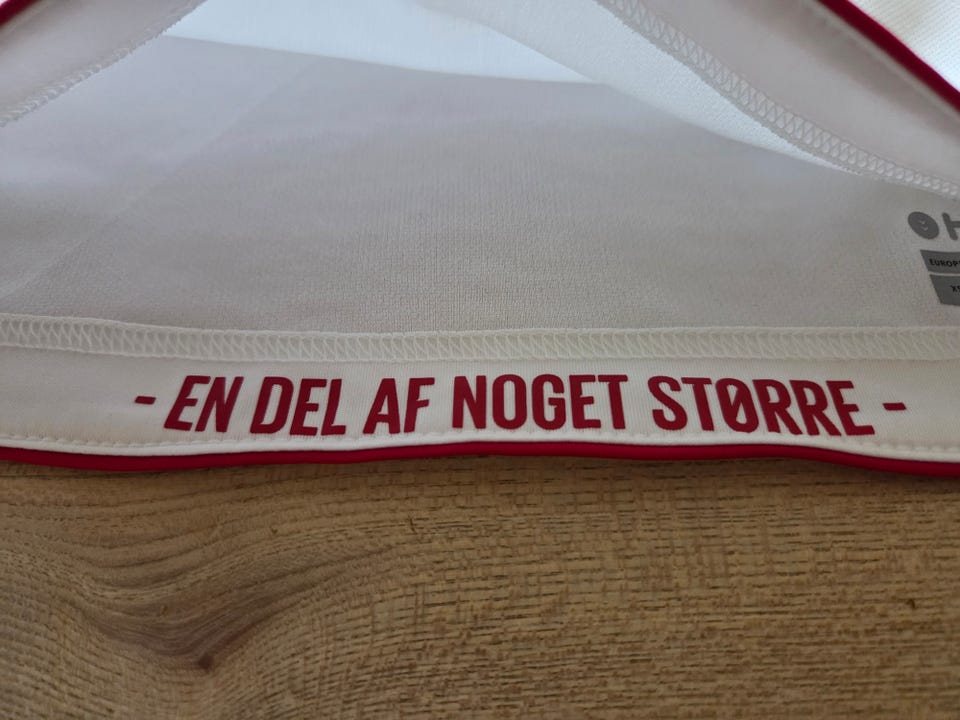 - EN DEL AF NOGET STØRRE -